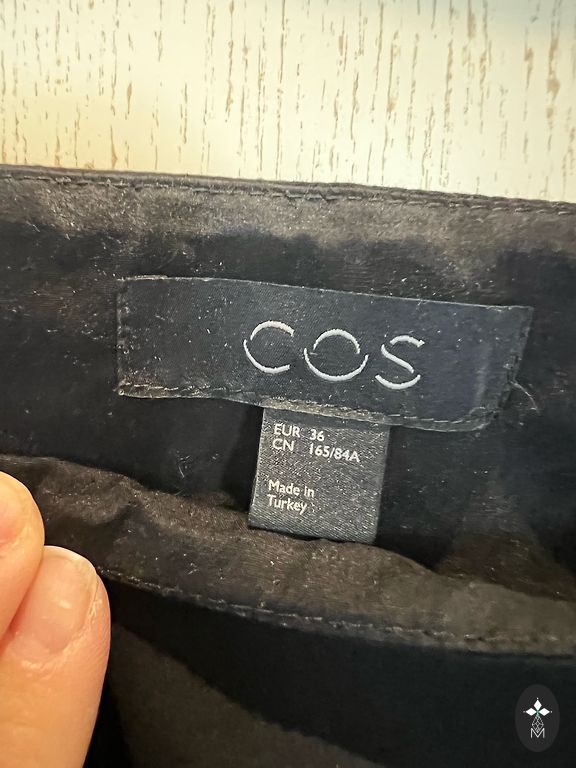 COS
EUR 36
CN 165/84A
Made in
Turkey
M